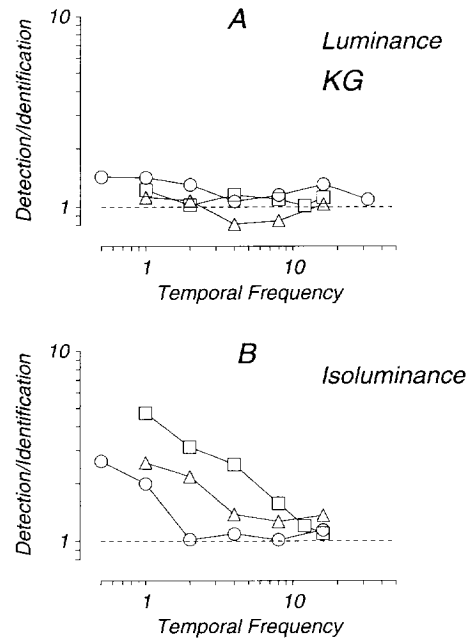 A
Luminance
KG
Detection/Identification
10
1
1
10
Temporal Frequency
B
Isoluminance
Detection/Identification
10
1
1
10
Temporal Frequency